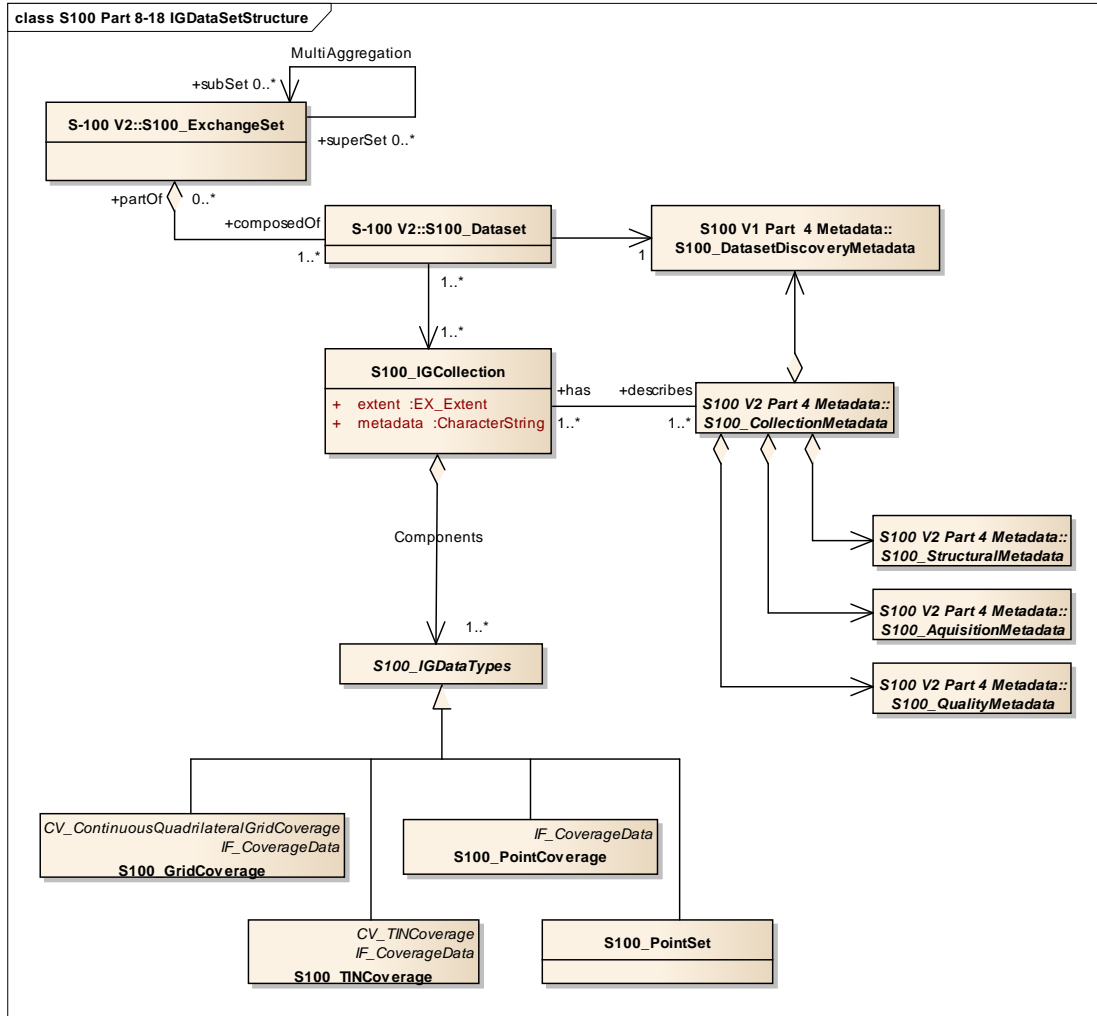 class S100 Part 8-18 IGDataSetStructure
MultiAggregation
+subSet 0..*
S-100 V2::S100_ExchangeSet
+superSet 0..*
+partOf 0..*
+composedOf
1..*
S-100 V2::S100_Dataset
1
S100 V1 Part 4 Metadata::
S100_DatasetDiscoveryMetadata
1..*
1..*
S100_IGCollection
+ extent :EX_Extent
+ metadata :CharacterString
+has
1..*
+describes
1..*
S100 V2 Part 4 Metadata::
S100_CollectionMetadata
Components
1..*
S100 V2 Part 4 Metadata::
S100_StructuralMetadata
S100 V2 Part 4 Metadata::
S100_AquisitionMetadata
S100 V2 Part 4 Metadata::
S100_QualityMetadata
S100_IGDataTypes
CV_ContinuousQuadrilateralGridCoverage
IF_CoverageData
S100_GridCoverage
IF_CoverageData
S100_PointCoverage
CV_TINCoverage
IF_CoverageData
S100_TINCoverage
S100_PointSet